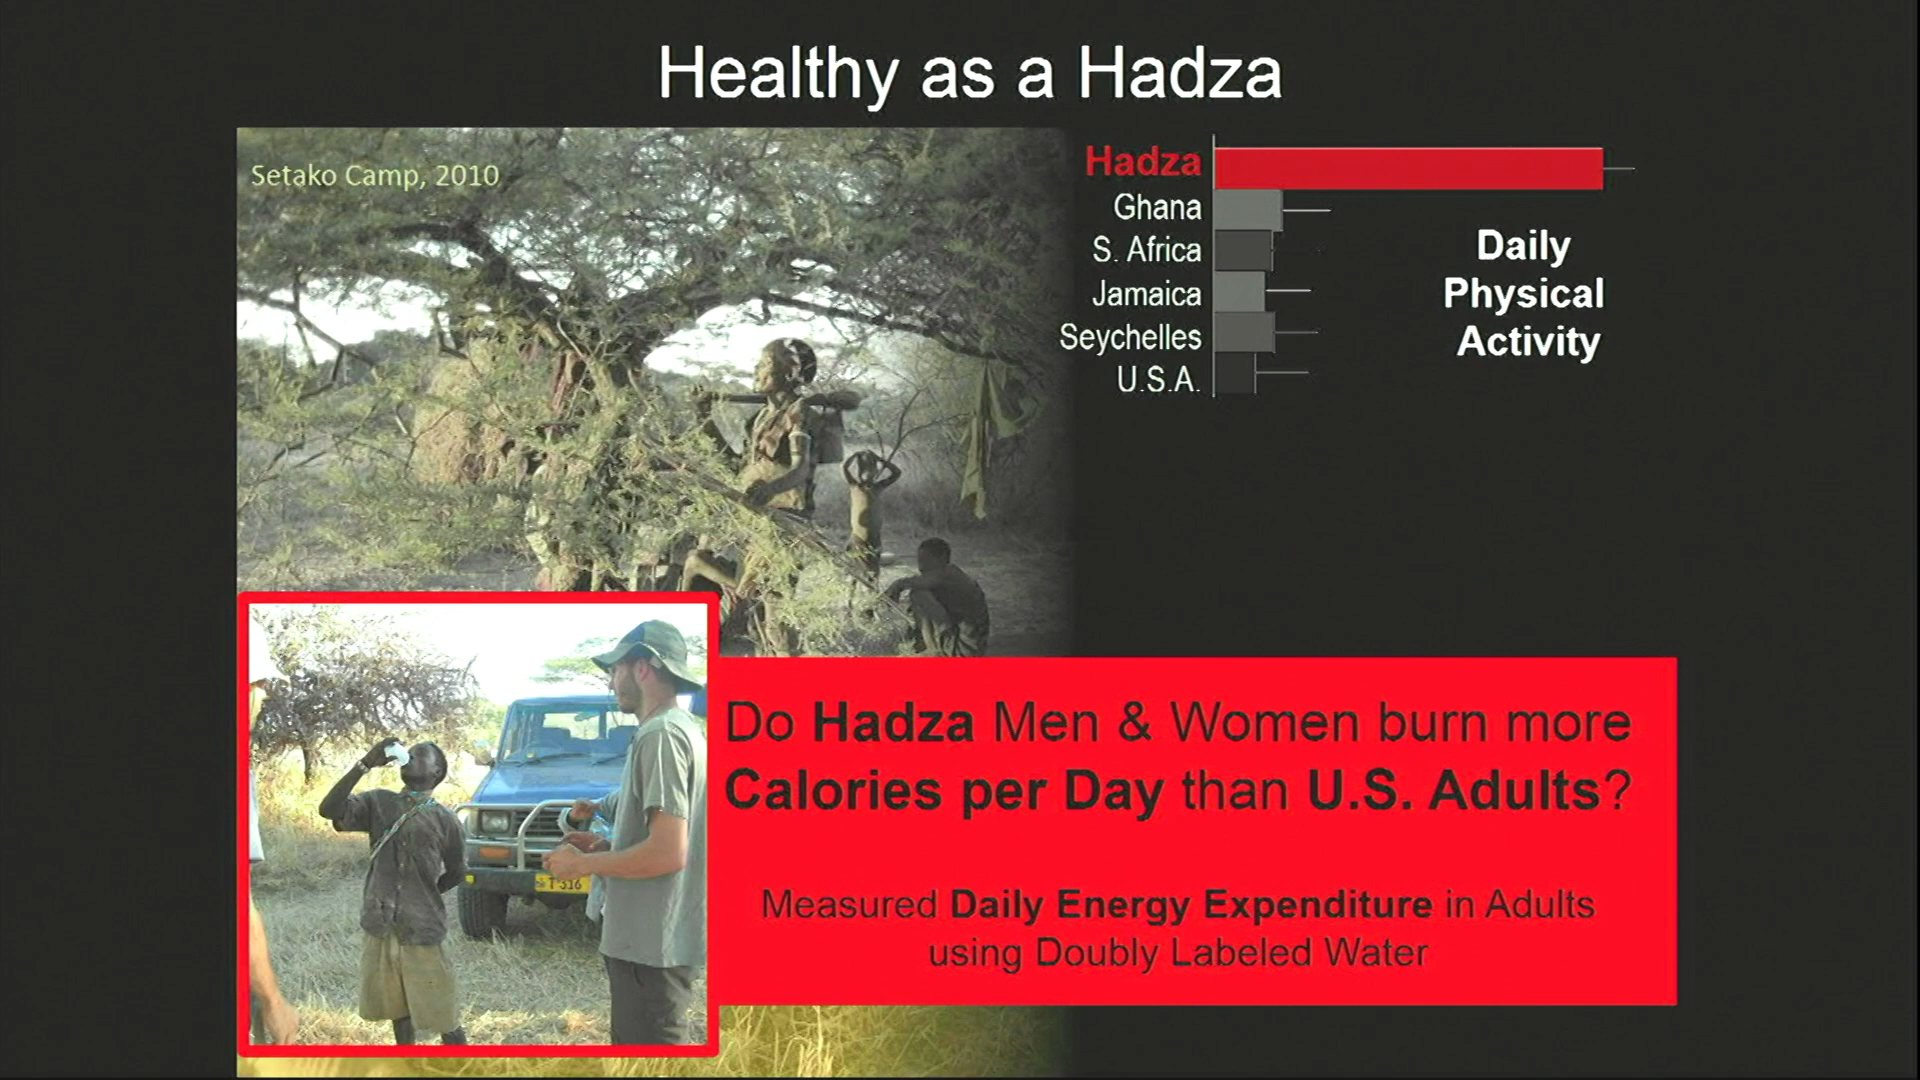 Healthy as a Hadza
Setako Camp, 2010
Hadza
Ghana
S. Africa
Jamaica
Seychelles
U.S.A.
Daily
Physical
Activity
Do Hadza Men & Women burn more
Calories per Day than U.S. Adults?
Measured Daily Energy Expenditure in Adults
using Doubly Labeled Water
T 316